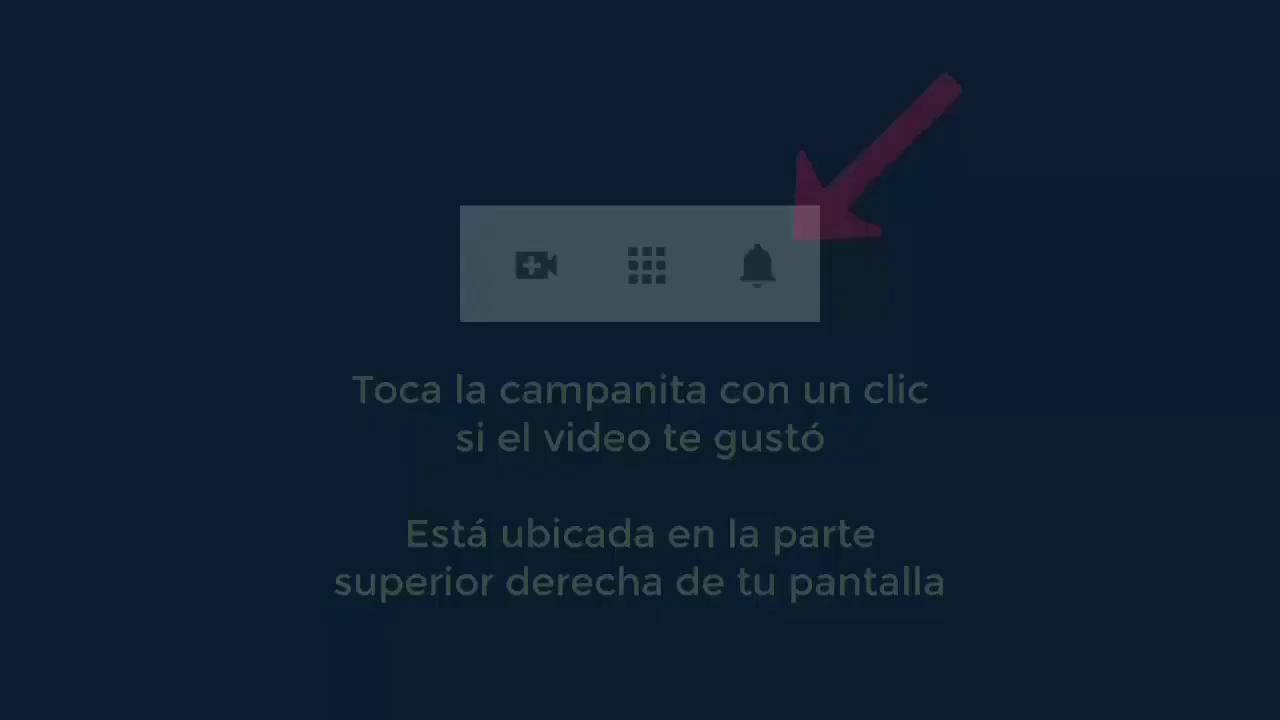 Toca la campanita con un clic
si el video te gustó
Está ubicada en la parte
superior derecha de tu pantalla